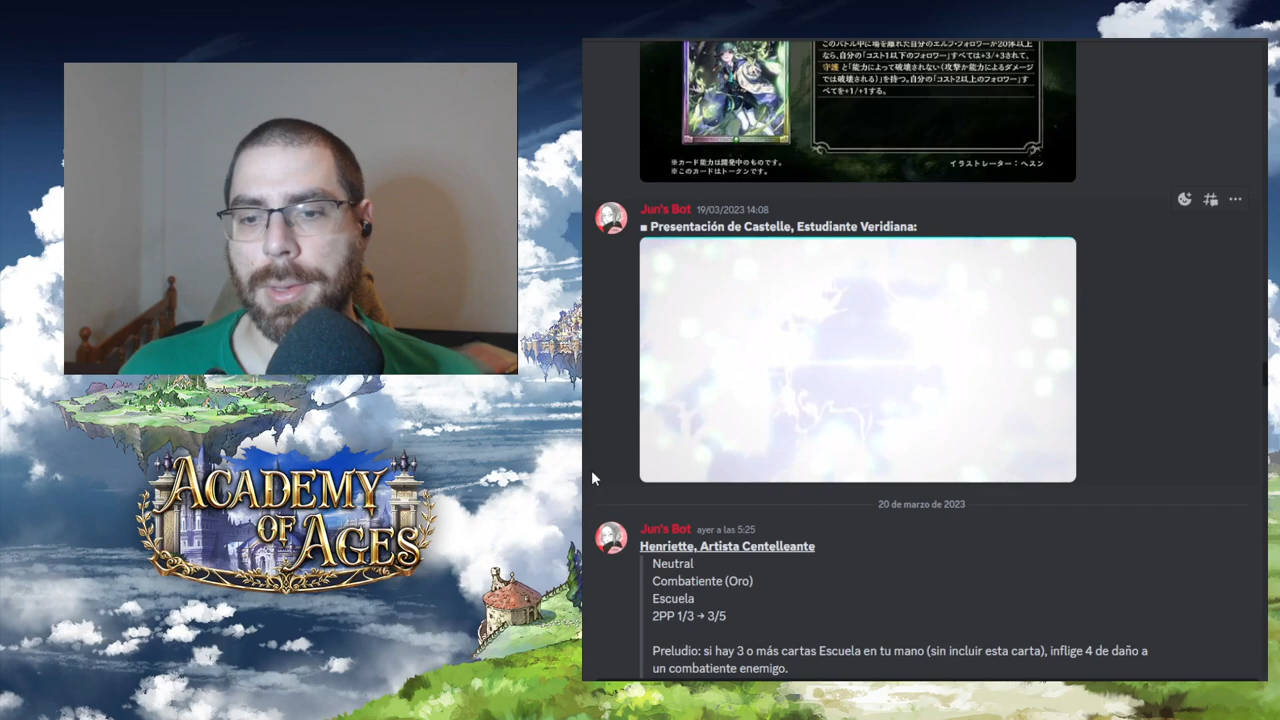 このバトル中に場を離れた自分のエルフ・フォロワーが20体以上
なら、自分の「コスト1以下のフォロワー」すべては+3/+3されて、
守護 と「能力によって破壊されない(攻撃か能力によるダメージ
では破壊される)」を持つ。自分の「コスト2以上のフォロワー」す
べてを+1/+1する。
※カード能力は開発中のものです。
※このカードはトークンです。
イラストレーター：ヘスン
Jun's Bot 19/03/2023 14:08
■ Presentación de Castelle, Estudiante Veridiana:
20 de marzo de 2023
Jun's Bot ayer a las 5:25
Henriette, Artista Centelleante
Neutral
Combatiente (Oro)
Escuela
2PP 1/3 → 3/5
Preludio: si hay 3 o más cartas Escuela en tu mano (sin incluir esta carta), inflige 4 de daño a
un combatiente enemigo.
ACADEMY
OF AGES